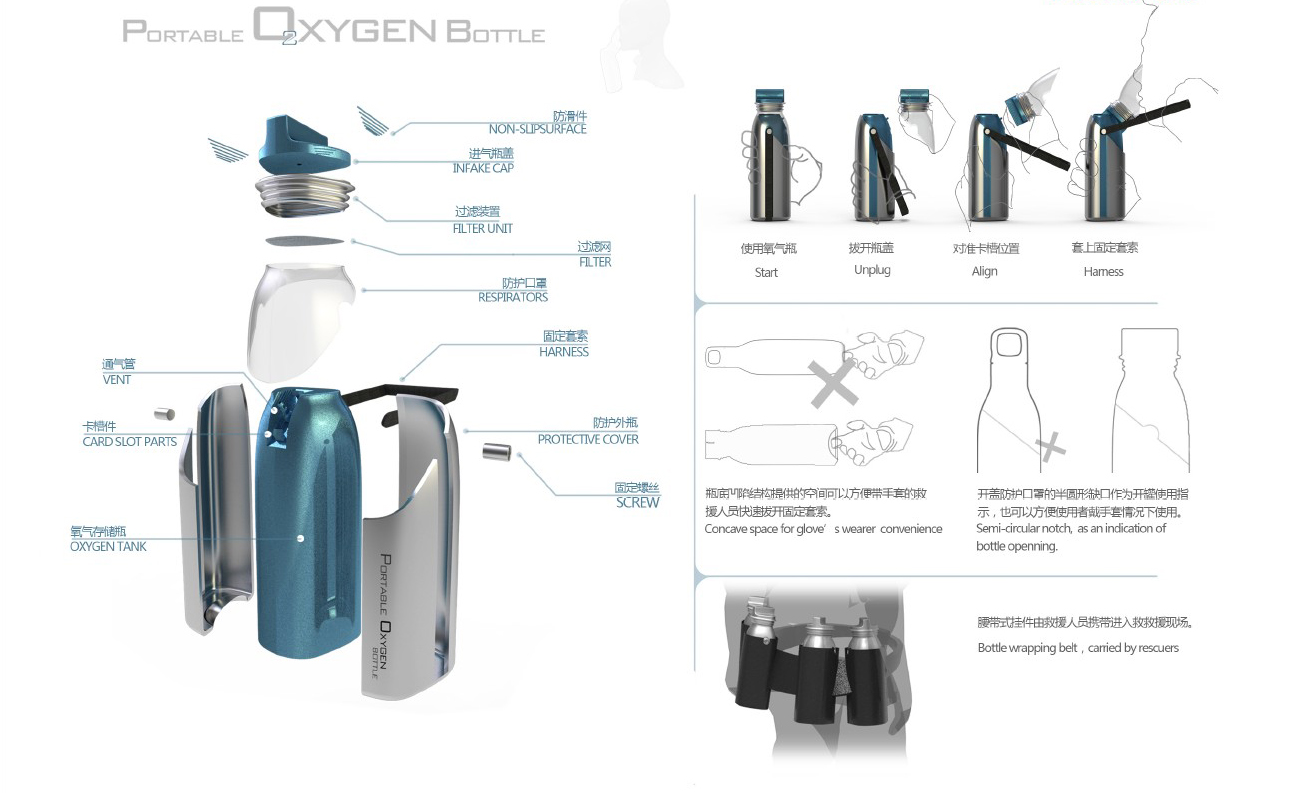 PORTABLE O2XYGEN BOTTLE
防滑件
NON-SLIPSURFACE
进气瓶盖
INFAKE CAP
过滤装置
FILTER UNIT
过滤网
FILTER
防护口罩
RESPIRATORS
固定套索
HARNESS
通气管
VENT
卡槽件
CARD SLOT PARTS
防护外瓶
PROTECTIVE COVER
固定螺丝
SCREW
氧气存储瓶
OXYGEN TANK
PORTABLE OXYGEN
BOTTLE
使用氧气瓶
Start
拔开瓶盖
Unplug
对准卡槽位置
Align
套上固定套索
Harness
瓶底凹陷结构提供的空间可以方便带手套的救
援人员快速拔开固定套索。
Concave space for glove's wearer convenience
开盖防护口罩的半圆形缺口作为开罐使用指
示，也可以方便使用者戴手套情况下使用。
Semi-circular notch, as an indication of
bottle openning.
腰带式挂件由救援人员携带进入救救援现场。
Bottle wrapping belt , carried by rescuers